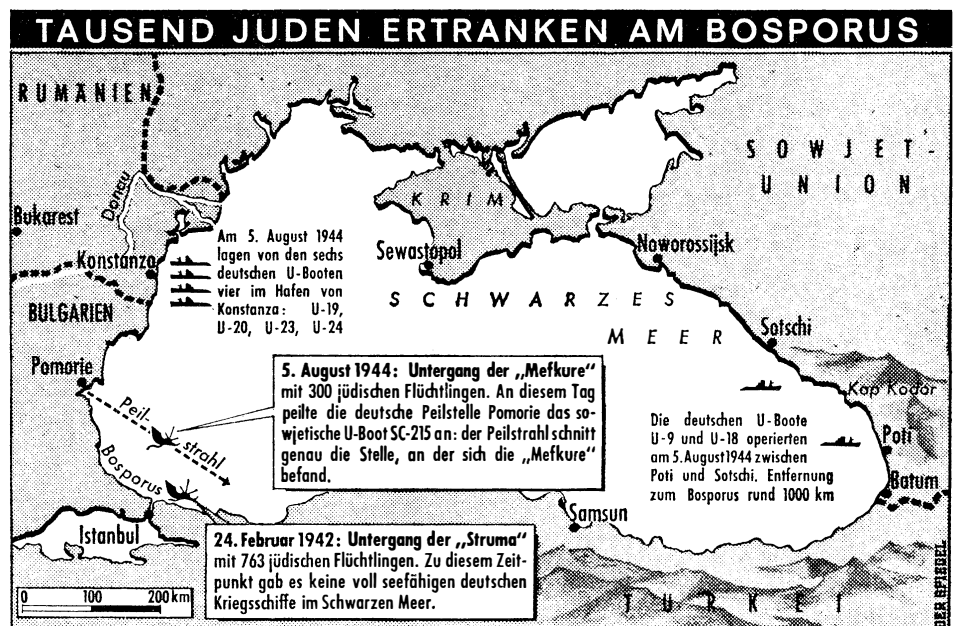 TAUSEND JUDEN ERTRANKEN AM BOSPORUS
RUMÄNIEN
SOWJET-
UNION
Donau
KRIM
Bukarest
Konstanza
Am 5. August 1944
lagen von den sechs
deutschen U-Booten
vier im Hafen von
Konstanza: U-19,
U-20, U-23, U-24
Sewastopol
Noworossijsk
BULGARIEN
SCHWARZES
MEER
Sotschi
Pomorie
5. August 1944: Untergang der „Mefkure“
mit 300 jüdischen Flüchtlingen. An diesem Tag
peilte die deutsche Peilstelle Pomorie das so-
wjetische U-Boot SC-215 an: der Peilstrahl schnitt
genau die Stelle, an der sich die „Mefkure“
befand.
Kap Kodor
Peil-
strahl
Die deutschen U-Boote
U-9 und U-18 operierten
am 5. August 1944 zwischen
Poti und Sotschi. Entfernung
zum Bosporus rund 1000 km
Poti
Batum
Bosporus
Istanbul
Samsun
24. Februar 1942: Untergang der „Struma“
mit 763 jüdischen Flüchtlingen. Zu diesem Zeit-
punkt gab es keine voll seefähigen deutschen
Kriegsschiffe im Schwarzen Meer.
0 100 200 km
TÜRKEI
DER SPIEGEL